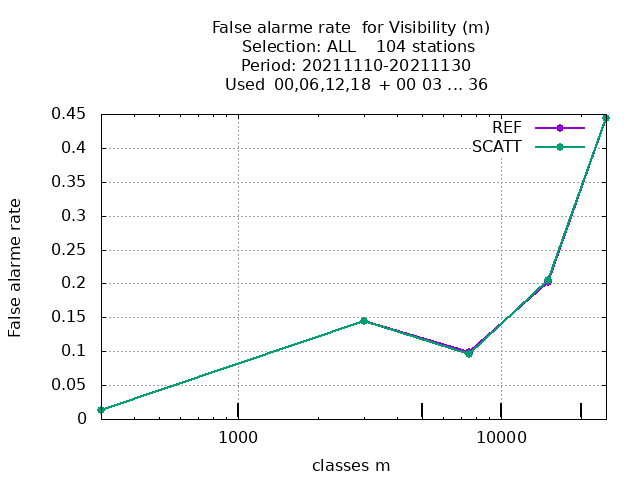 False alarme rate  for Visibility (m)
Selection: ALL    104 stations
Period: 20211110-20211130
Used  00,06,12,18  + 00 03 ... 36
0.45
REF
SCATT
0.4
0.35
0.3
0.25
0.2
0.15
0.1
0.05
0
False alarme rate
1000
10000
classes m